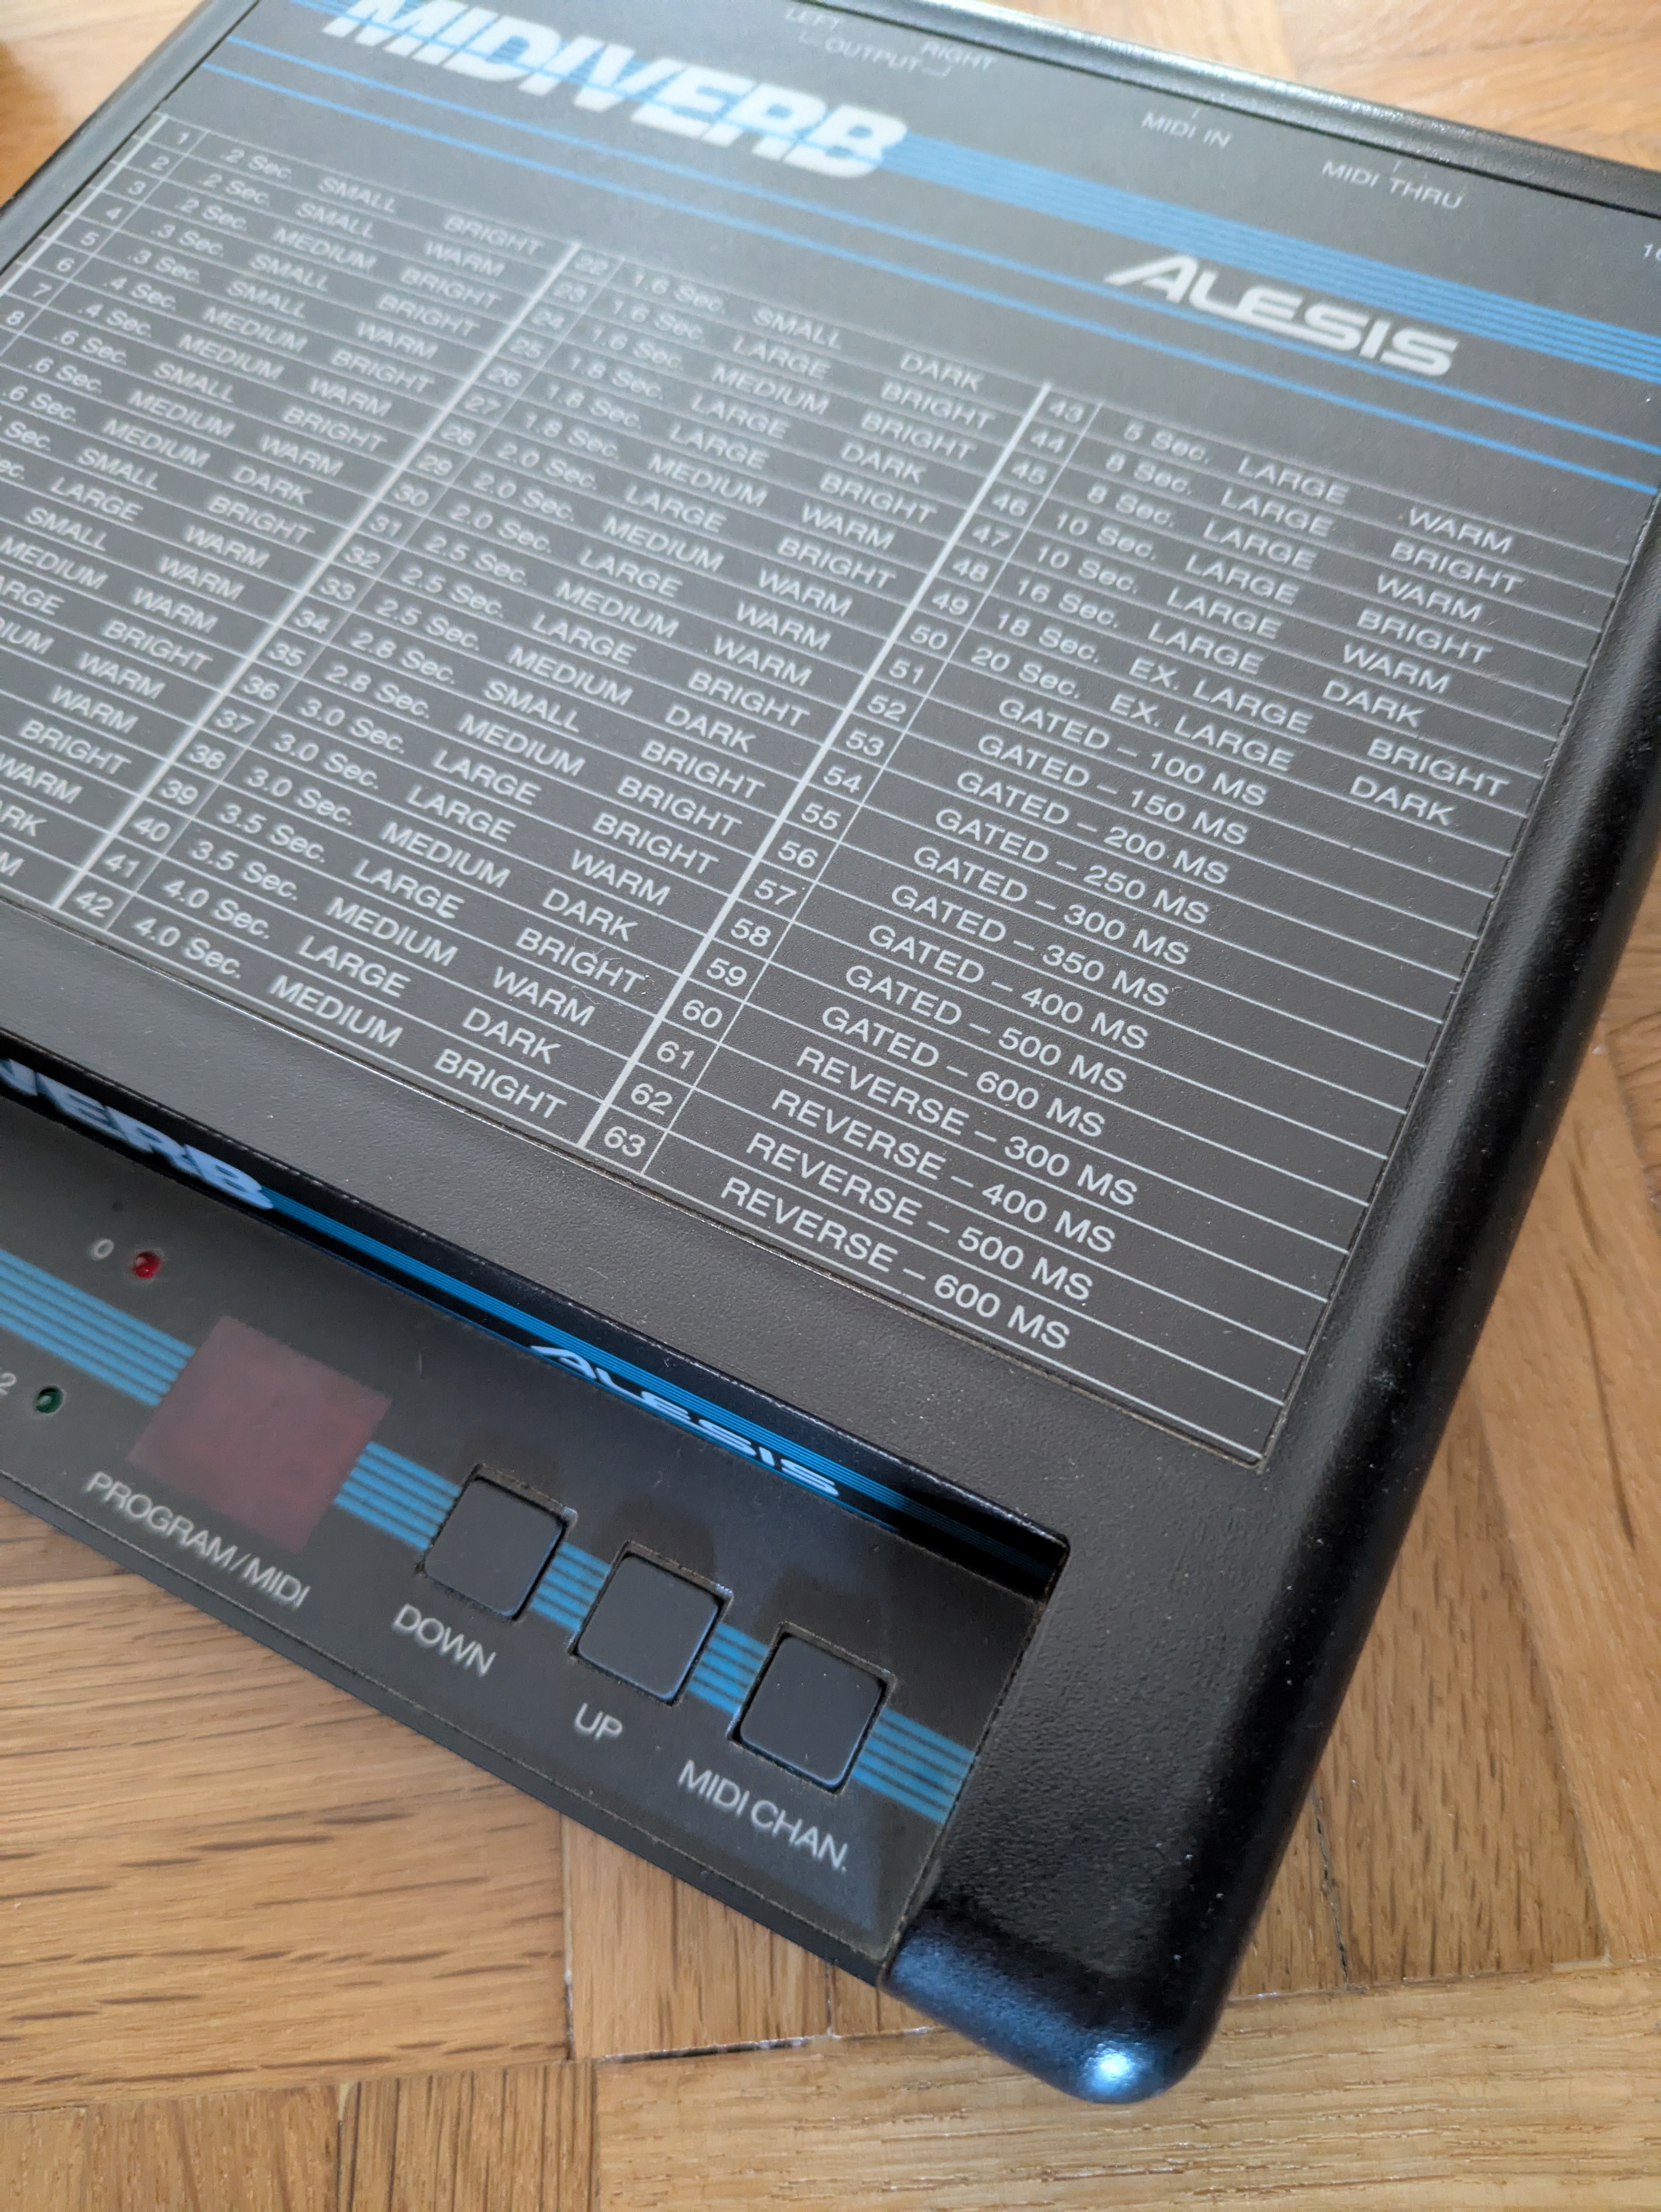 LEFT RIGHT
OUTPUT
MIDI IN
MIDI THRU
MIDIVERB
ALESIS
1 .2 Sec. SMALL BRIGHT
2 .2 Sec. SMALL WARM
3 .2 Sec. MEDIUM BRIGHT
4 .3 Sec. SMALL BRIGHT
5 .3 Sec. SMALL WARM
6 .4 Sec. MEDIUM BRIGHT
7 .4 Sec. MEDIUM WARM
8 .6 Sec. SMALL BRIGHT
.6 Sec. MEDIUM WARM
.6 Sec. MEDIUM DARK
Sec. SMALL BRIGHT
LARGE WARM
SMALL WARM
MEDIUM WARM
BRIGHT
WARM
WARM
BRIGHT
WARM
22 1.6 Sec. SMALL DARK
23 1.6 Sec. LARGE BRIGHT
24 1.6 Sec. MEDIUM BRIGHT
25 1.8 Sec. LARGE DARK
26 1.8 Sec. LARGE BRIGHT
27 1.8 Sec. MEDIUM WARM
28 2.0 Sec. LARGE BRIGHT
29 2.0 Sec. MEDIUM WARM
30 2.0 Sec. LARGE WARM
31 2.5 Sec. MEDIUM WARM
32 2.5 Sec. LARGE BRIGHT
33 2.5 Sec. MEDIUM DARK
34 2.8 Sec. SMALL BRIGHT
35 2.8 Sec. MEDIUM BRIGHT
36 3.0 Sec. LARGE BRIGHT
37 3.0 Sec. LARGE WARM
38 3.0 Sec. MEDIUM DARK
39 3.5 Sec. LARGE BRIGHT
40 3.5 Sec. MEDIUM WARM
41 4.0 Sec. LARGE DARK
42 4.0 Sec. MEDIUM BRIGHT
43 5 Sec. LARGE WARM
44 8 Sec. LARGE BRIGHT
45 8 Sec. LARGE WARM
46 10 Sec. LARGE BRIGHT
47 10 Sec. LARGE WARM
48 16 Sec. LARGE DARK
49 18 Sec. EX. LARGE BRIGHT
50 20 Sec. EX. LARGE DARK
51 GATED – 100 MS
52 GATED – 150 MS
53 GATED – 200 MS
54 GATED – 250 MS
55 GATED – 300 MS
56 GATED – 350 MS
57 GATED – 400 MS
58 GATED – 500 MS
59 GATED – 600 MS
60 REVERSE – 300 MS
61 REVERSE – 400 MS
62 REVERSE – 500 MS
63 REVERSE – 600 MS
VERB
ALESIS
0
PROGRAM/MIDI
DOWN
UP
MIDI CHAN.